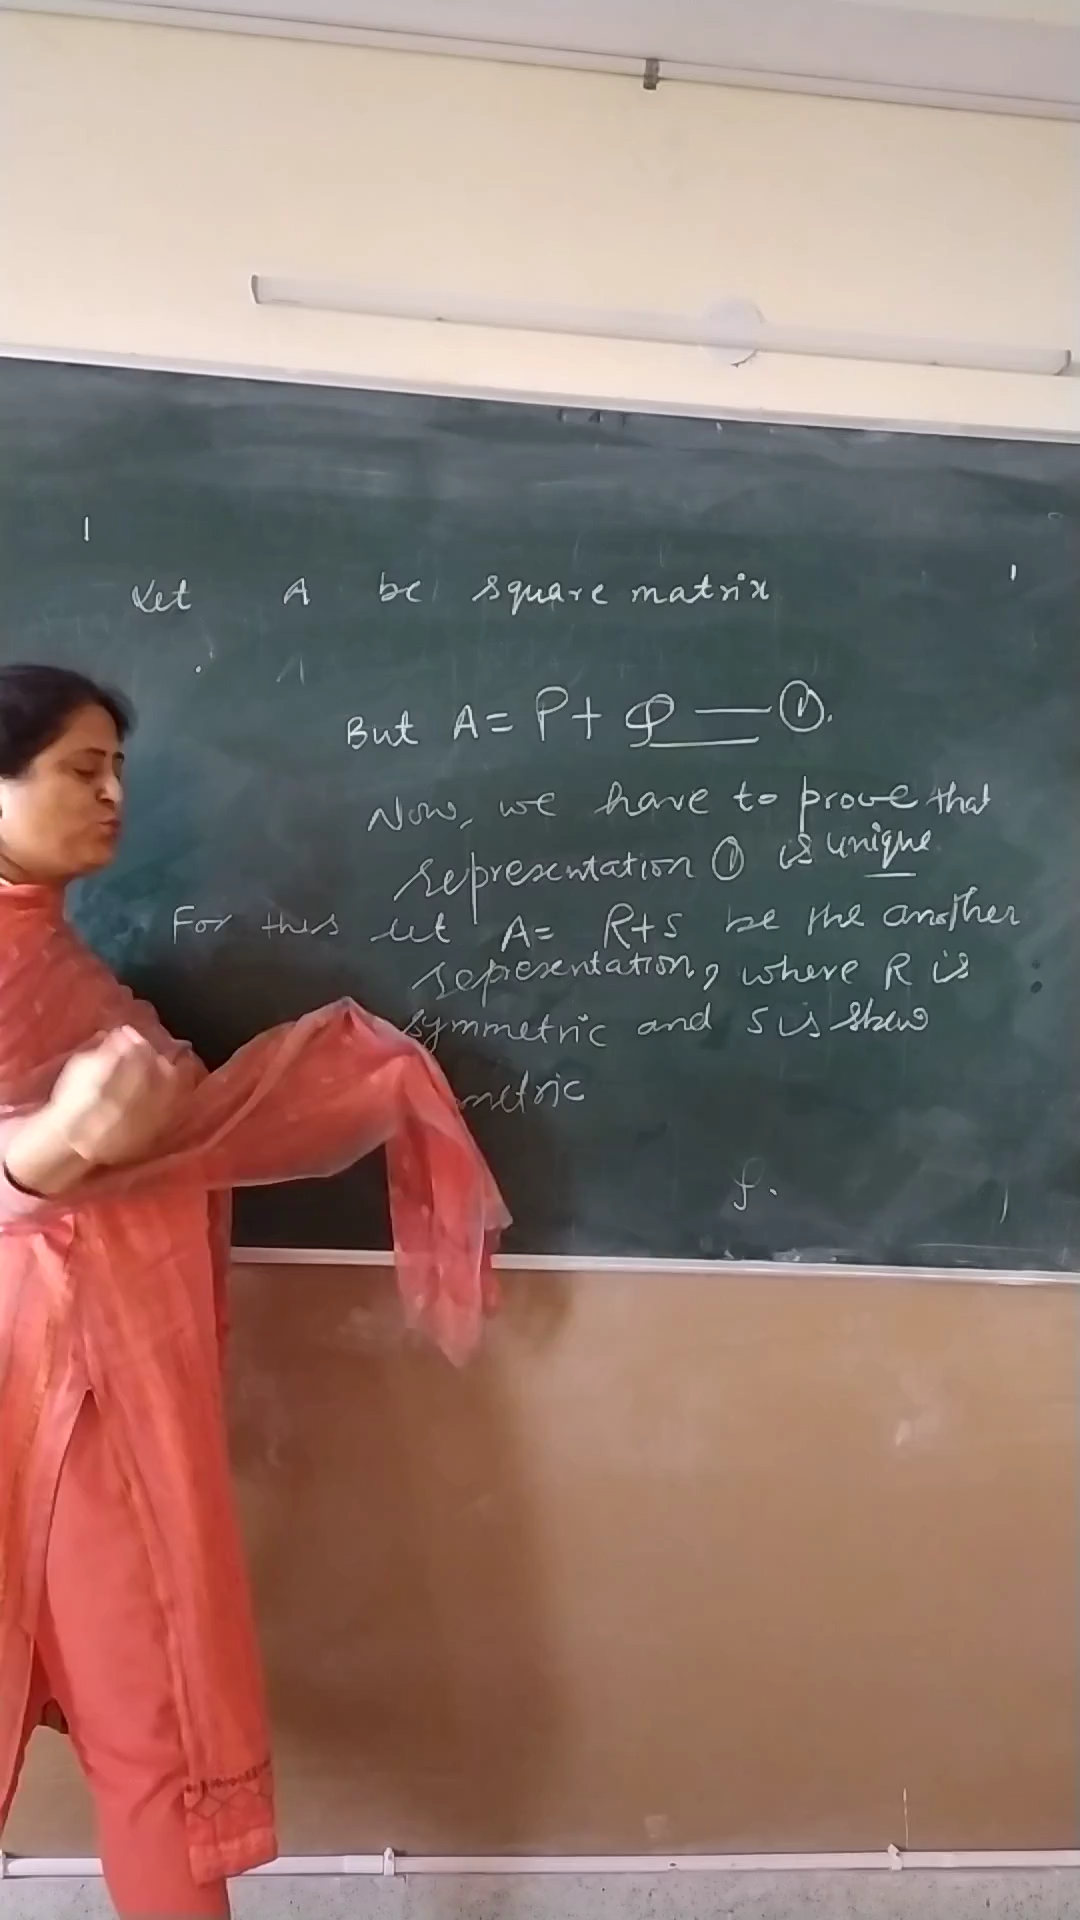 Let A be square matrix
But A = P + Q —— ①.
Now, we have to prove that
representation ① is unique.
For this let A = R+S be the another
representation, where R is
symmetric and S is skew
metric